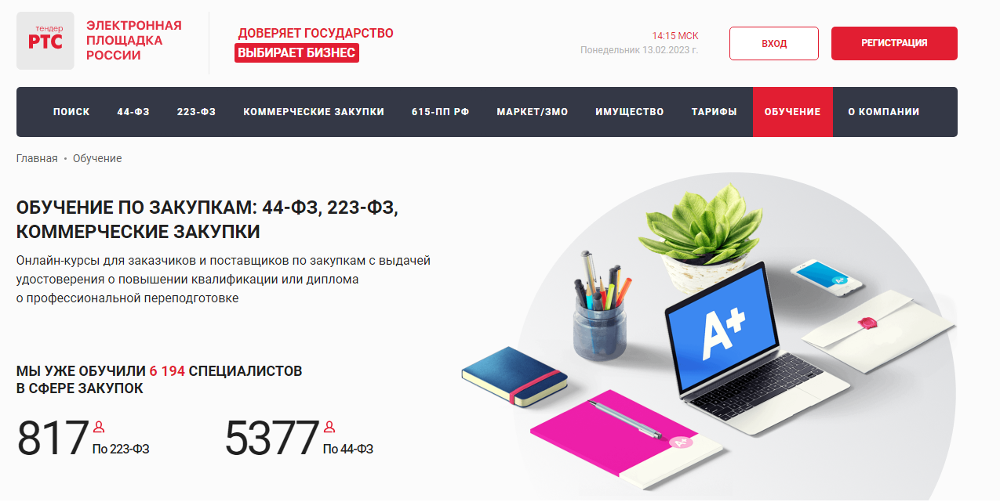 тендер
РТС
ЭЛЕКТРОННАЯ
ПЛОЩАДКА
РОССИИ
ДОВЕРЯЕТ ГОСУДАРСТВО
ВЫБИРАЕТ БИЗНЕС
14:15 МСК
Понедельник 13.02.2023 г.
ВХОД
РЕГИСТРАЦИЯ
ПОИСК 44-ФЗ 223-ФЗ КОММЕРЧЕСКИЕ ЗАКУПКИ 615-ПП РФ МАРКЕТ/ЗМО ИМУЩЕСТВО ТАРИФЫ ОБУЧЕНИЕ О КОМПАНИИ
Главная • Обучение
ОБУЧЕНИЕ ПО ЗАКУПКАМ: 44-ФЗ, 223-ФЗ,
КОММЕРЧЕСКИЕ ЗАКУПКИ
Онлайн-курсы для заказчиков и поставщиков по закупкам с выдачей
удостоверения о повышении квалификации или диплома
о профессиональной переподготовке
МЫ УЖЕ ОБУЧИЛИ 6 194 СПЕЦИАЛИСТОВ
В СФЕРЕ ЗАКУПОК
817 По 223-ФЗ
5377 По 44-ФЗ
A+
A+
A+